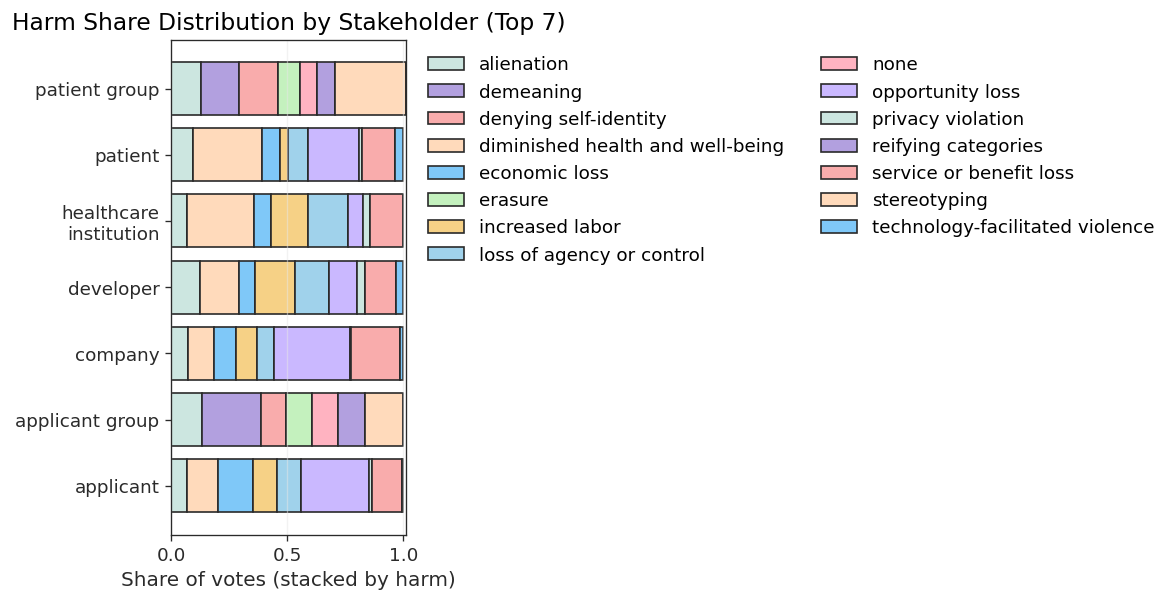 Harm Share Distribution by Stakeholder (Top 7)
patient group
patient
healthcare
institution
developer
company
applicant group
applicant
0.0
0.5
1.0
Share of votes (stacked by harm)
alienation
demeaning
denying self-identity
diminished health and well-being
economic loss
erasure
increased labor
loss of agency or control
none
opportunity loss
privacy violation
reifying categories
service or benefit loss
stereotyping
technology-facilitated violence